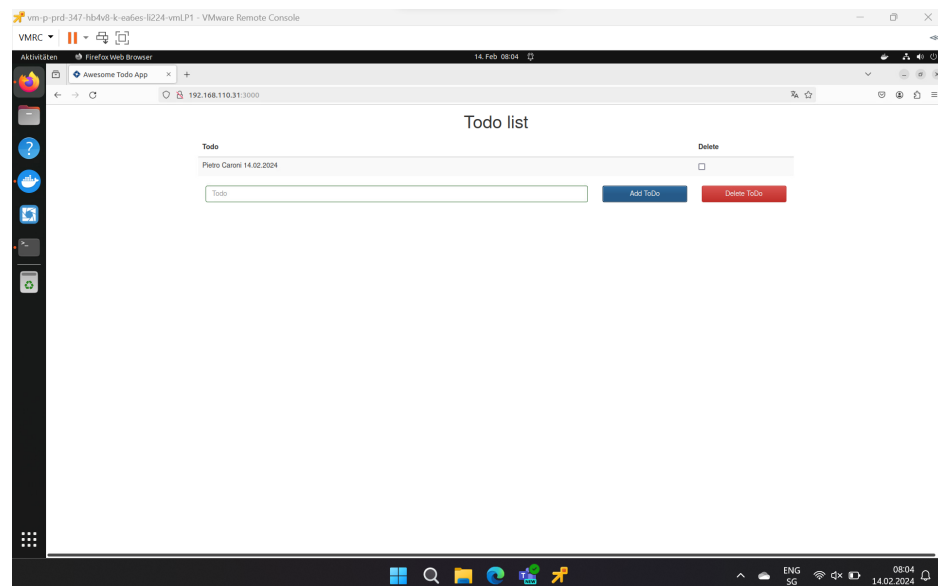 vm-p-prd-347-hb4v8-k-ea6es-li224-vml.P1 - VMware Remote Console
VMRC
Aktivitäten Firefox Web Browser 14. Feb 08:04
Awesome Todo App
192.168.110.31:3000
Todo list
Todo Delete
Pietro Caroni 14.02.2024
Todo Add ToDo Delete ToDo
ENG 08:04
SG 14.02.2024